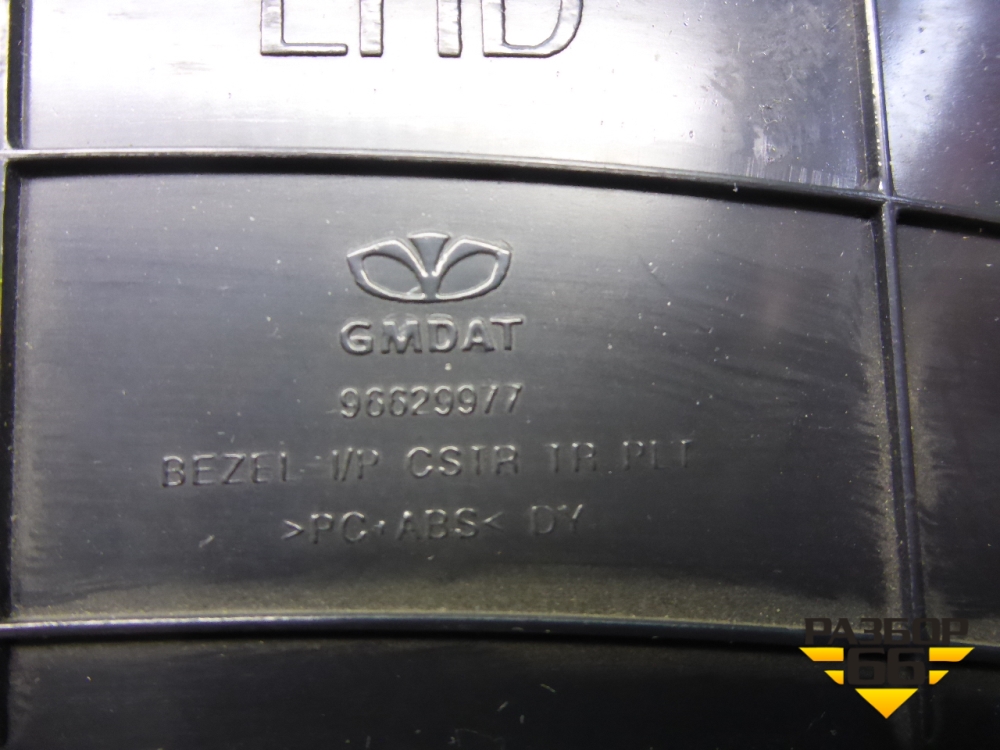 LHD
GMDAT
96629977
BEZEL-I/P CSTR TR PLT
>PC+ABS< DY
РАЗБОР
66